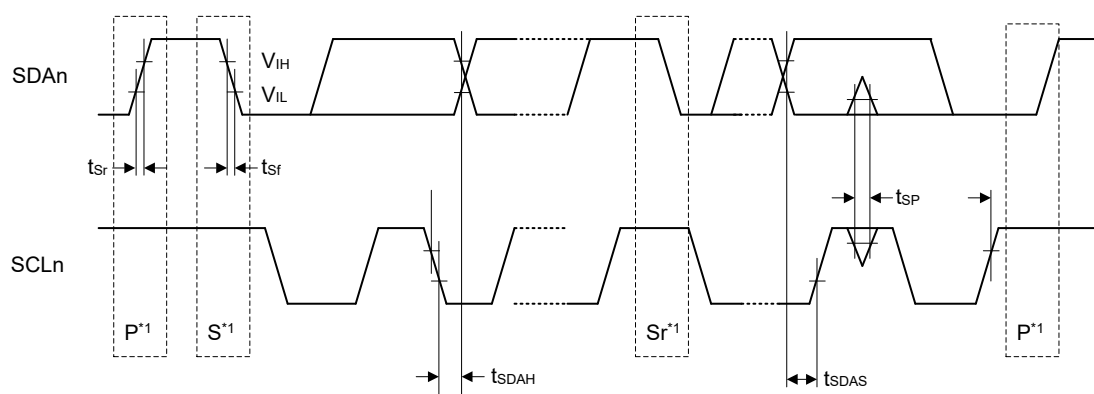 SDAn
VIH
VIL
tSr
tSf
tSP
SCLn
P*1
S*1
Sr*1
P*1
tSDAH
tSDAS